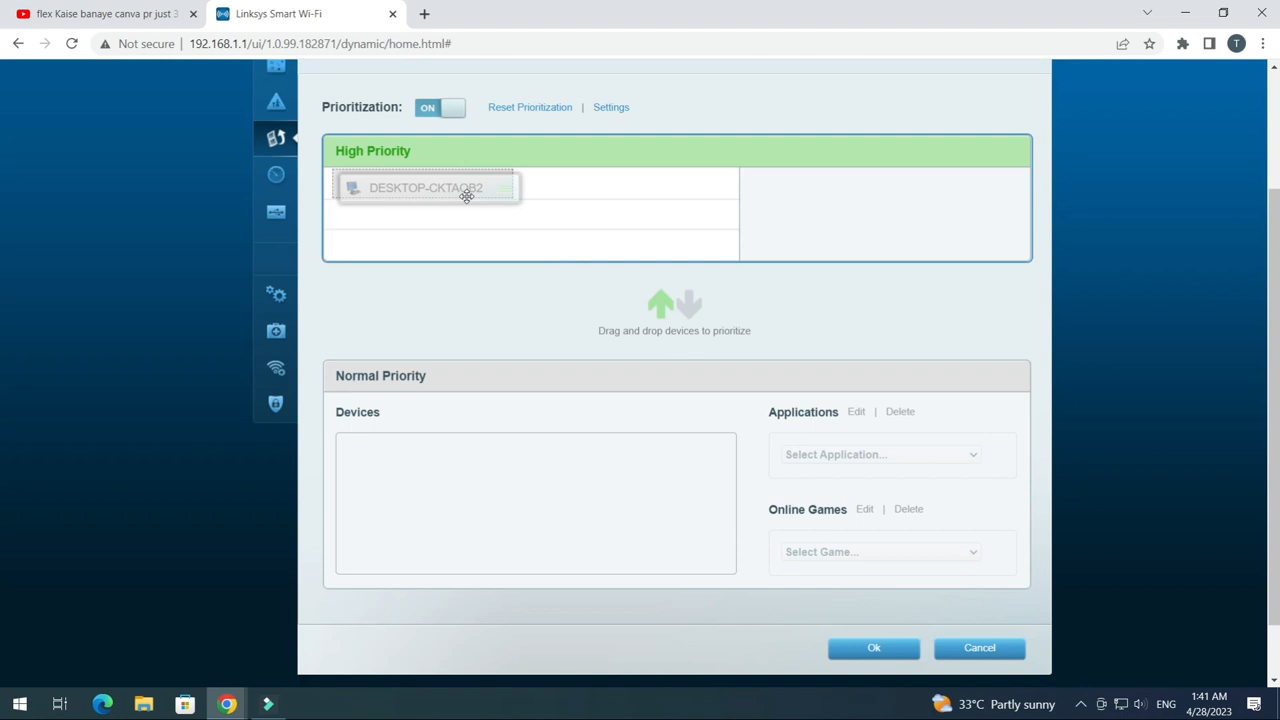 flex Kaise banaye canva pr just 3
Linksys Smart Wi-Fi
Not secure
192.168.1.1/ui/1.0.99.182871/dynamic/home.html#
T
Prioritization:
ON
Reset Prioritization | Settings
High Priority
DESKTOP-CKTAQB2
Drag and drop devices to prioritize
Normal Priority
Devices
Applications Edit | Delete
Select Application...
Online Games Edit | Delete
Select Game...
Ok
Cancel
33°C Partly sunny
ENG
1:41 AM
4/28/2023